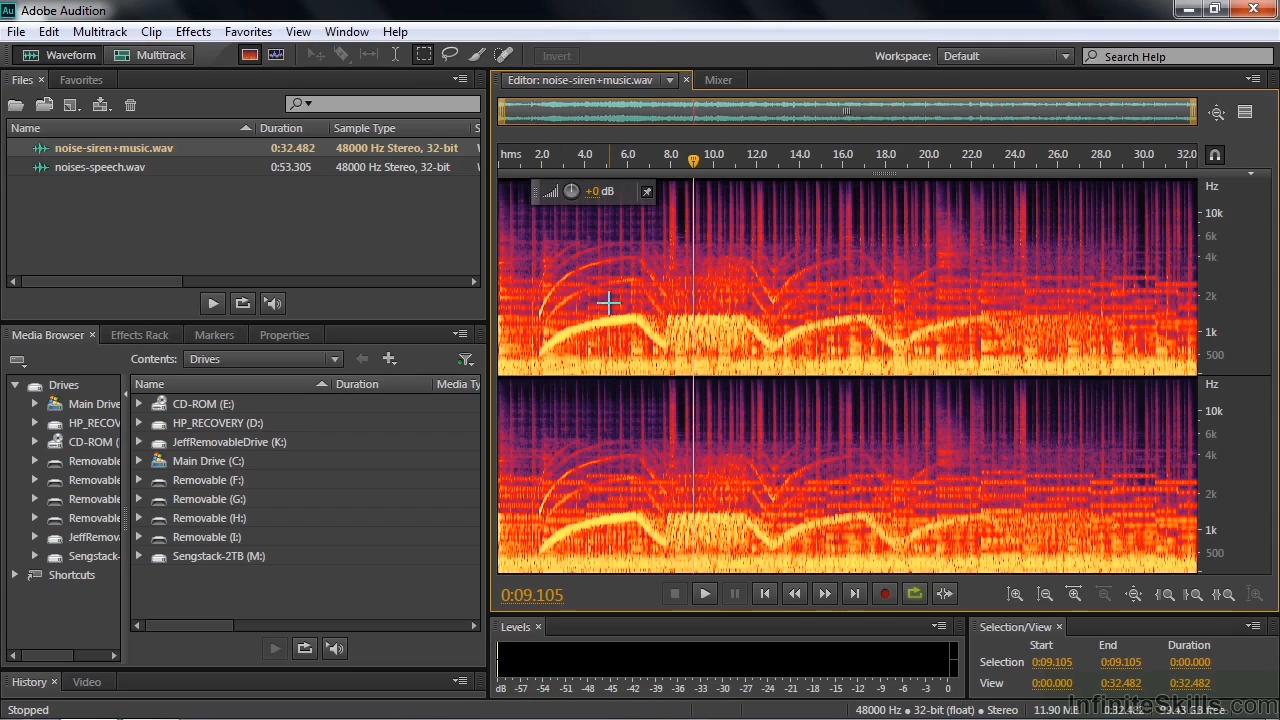 Au Adobe Audition
File Edit Multitrack Clip Effects Favorites View Window Help
Waveform Multitrack Invert Workspace: Default Search Help
Files × Favorites
Name Duration Sample Type S
noise-siren+music.wav 0:32.482 48000 Hz Stereo, 32-bit
noises-speech.wav 0:53.305 48000 Hz Stereo, 32-bit
Editor: noise-siren+music.wav × Mixer
hms 2.0 4.0 6.0 8.0 10.0 12.0 14.0 16.0 18.0 20.0 22.0 24.0 26.0 28.0 30.0 32.0
+0 dB
Hz
10k
6k
4k
2k
1k
500
Hz
10k
6k
4k
2k
1k
500
Media Browser × Effects Rack Markers Properties
Contents: Drives
Drives
Main Drive
HP_RECOV
CD-ROM (
Removable
Removable
Removable
Removable
JeffRemova
Sengstack-
Shortcuts
Name Duration Media Ty
CD-ROM (E:)
HP_RECOVERY (D:)
JeffRemovableDrive (K:)
Main Drive (C:)
Removable (F:)
Removable (G:)
Removable (H:)
Removable (I:)
Sengstack-2TB (M:)
0:09.105
Levels ×
dB -57 -54 -51 -48 -45 -42 -39 -36 -33 -30 -27 -24 -21 -18 -15 -12 -9 -6 -3 0
Selection/View ×
Start End Duration
Selection 0:09.105 0:09.105 0:00.000
View 0:00.000 0:32.482 0:32.482
History × Video
Stopped 48000 Hz • 32-bit (float) • Stereo 11.90 MB 0:32.482 free
InfiniteSkills.com